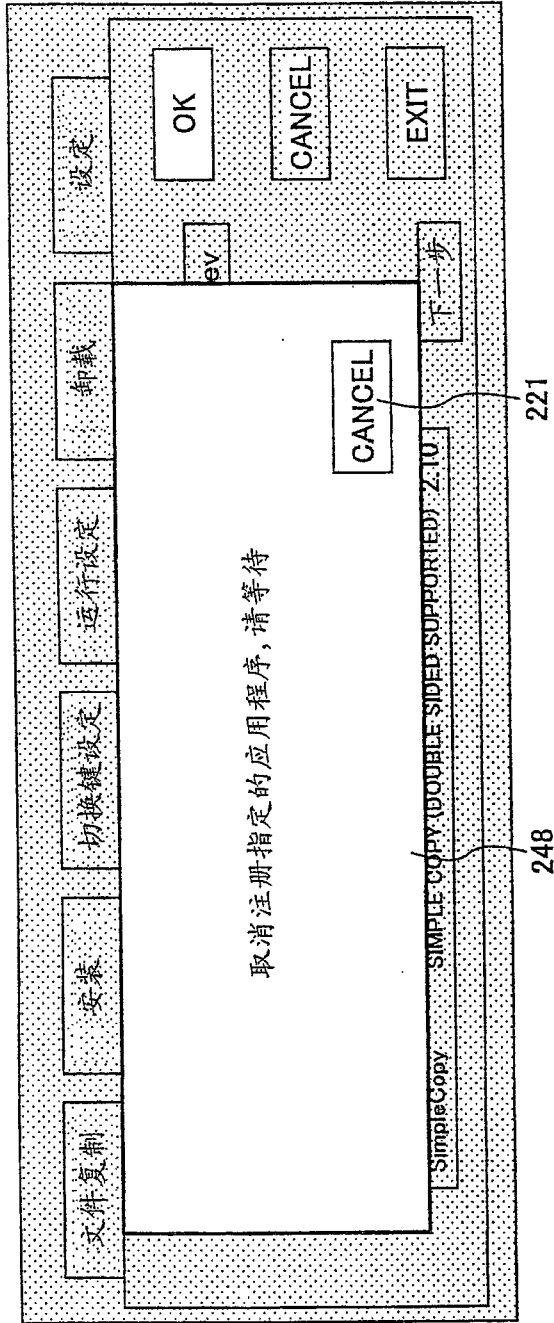 文件复制
安装
切换键设定
运行设定
卸载
设定
ev
OK
取消注册指定的应用程序,请等待
CANCEL
CANCEL
SimpleCopy SIMPLE COPY (DOUBLE SIDED SUPPORTED) 2.10
下一步
EXIT
248
221